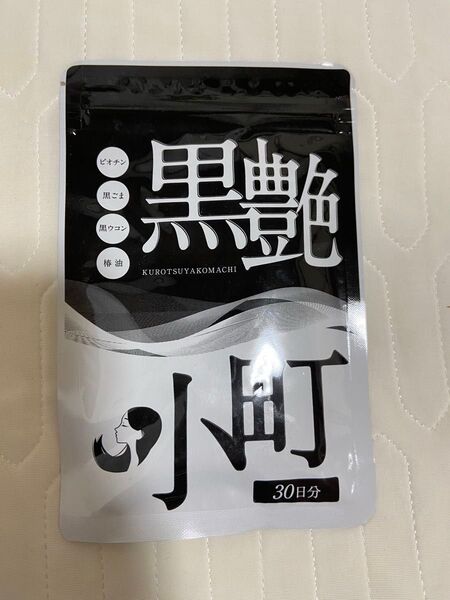 ビオチン
黒ごま
黒ウコン
椿油
黒艶
KUROTSUYAKOMACHI
小町
30日分